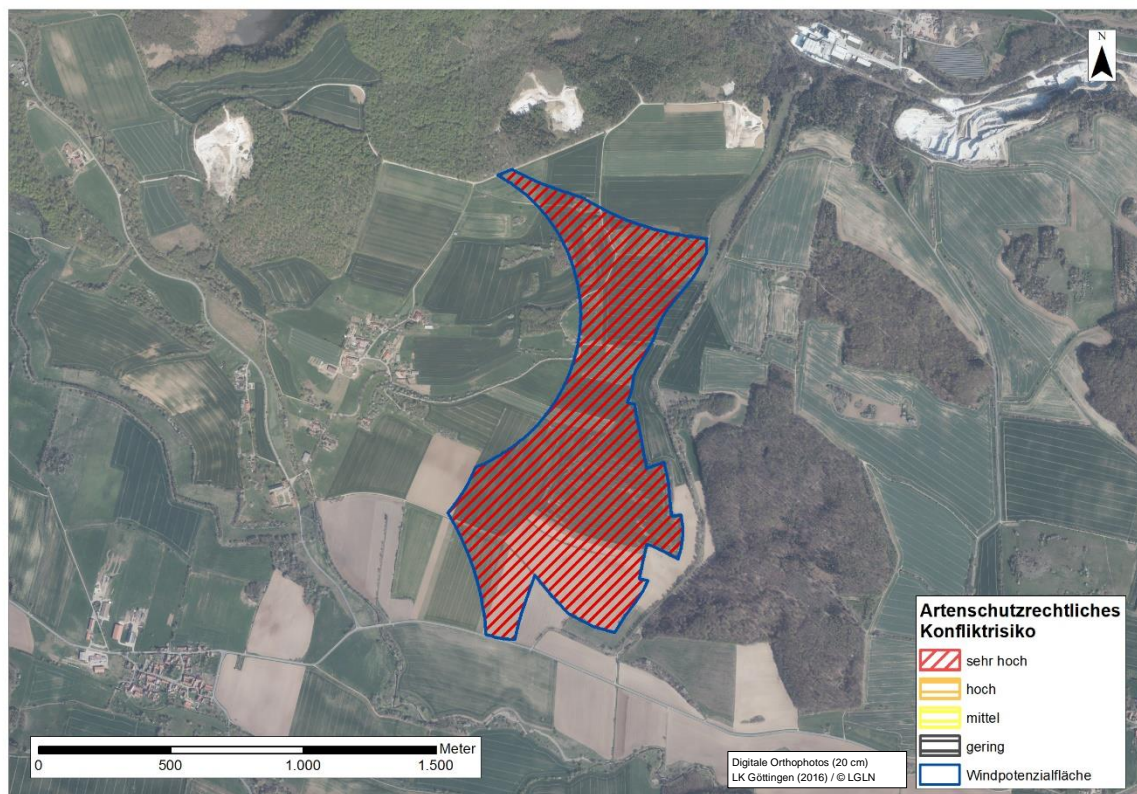 N
Artenschutzrechtliches
Konfliktrisiko
sehr hoch
hoch
mittel
gering
Windpotenzialfläche
Meter
0 500 1.000 1.500
Digitale Orthophotos (20 cm)
LK Göttingen (2016) / © LGLN